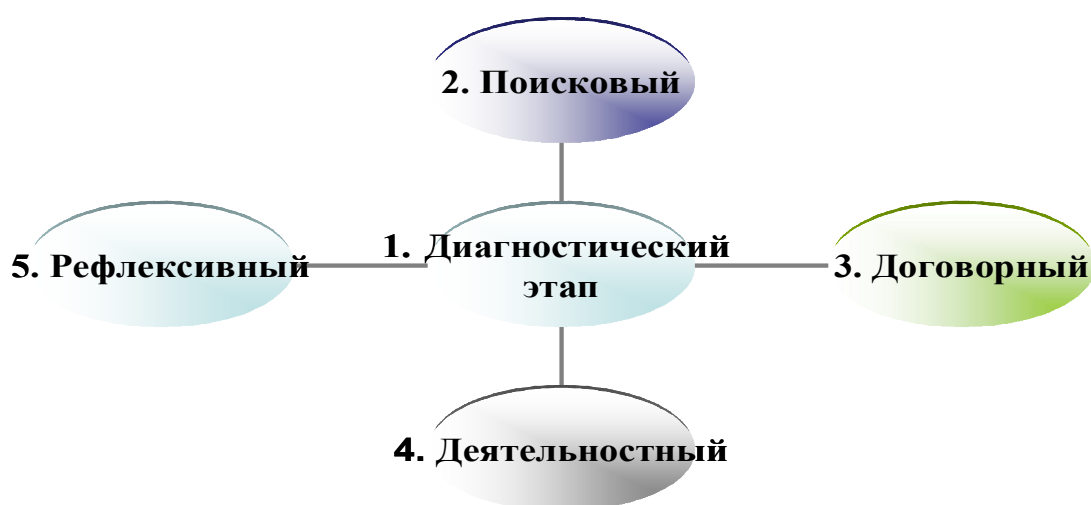 2. Поисковый
5. Рефлексивный
1. Диагностический
этап
3. Договорный
4. Деятельностный